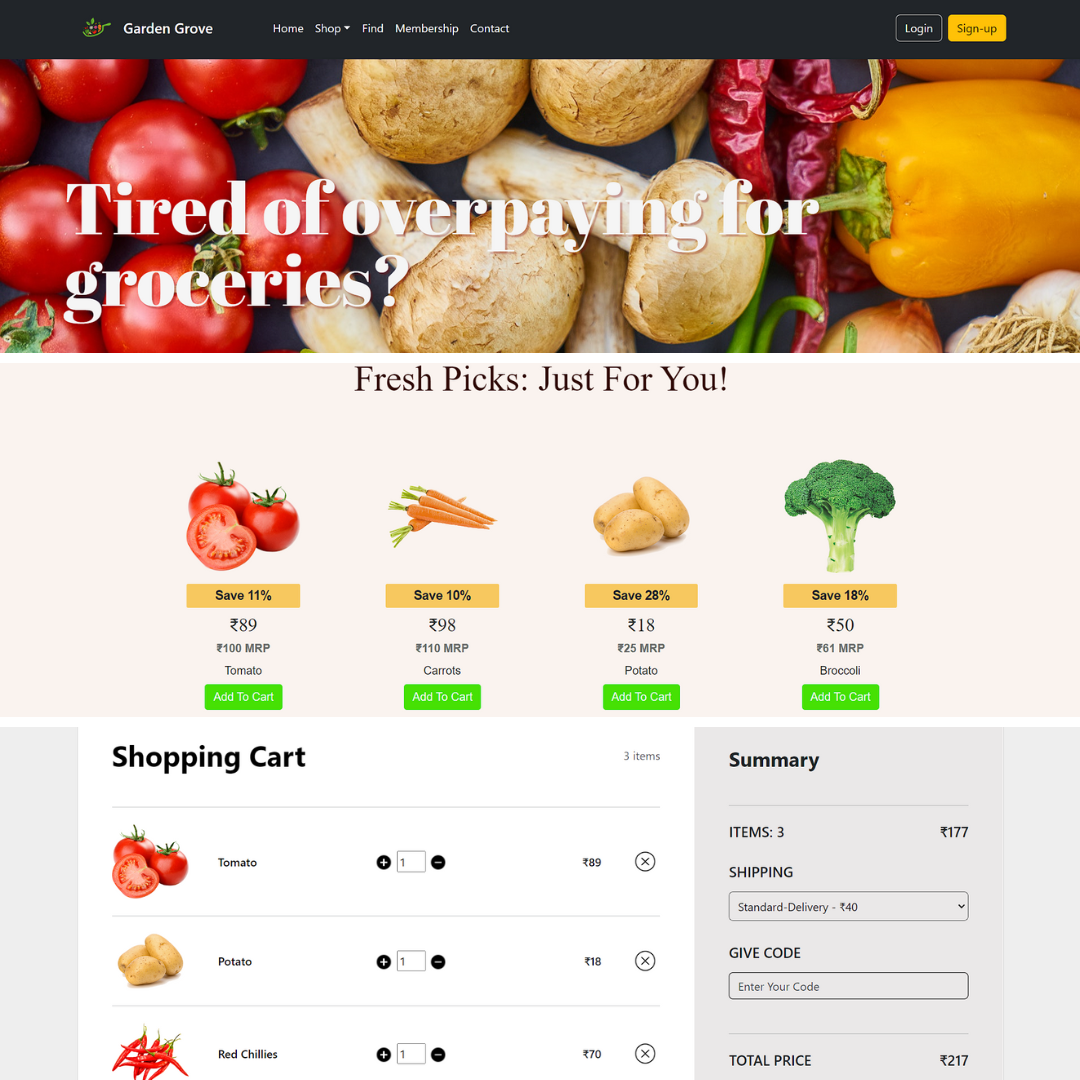 Garden Grove Home Shop Find Membership Contact Login Sign-up
Tired of overpaying for
groceries?
Fresh Picks: Just For You!
Save 11% Save 10% Save 28% Save 18%
₹89 ₹98 ₹18 ₹50
₹100 MRP ₹110 MRP ₹25 MRP ₹61 MRP
Tomato Carrots Potato Broccoli
Add To Cart Add To Cart Add To Cart Add To Cart
Shopping Cart 3 items
Tomato 1 ₹89
Potato 1 ₹18
Red Chillies 1 ₹70
Summary
ITEMS: 3 ₹177
SHIPPING
Standard-Delivery - ₹40
GIVE CODE
Enter Your Code
TOTAL PRICE ₹217